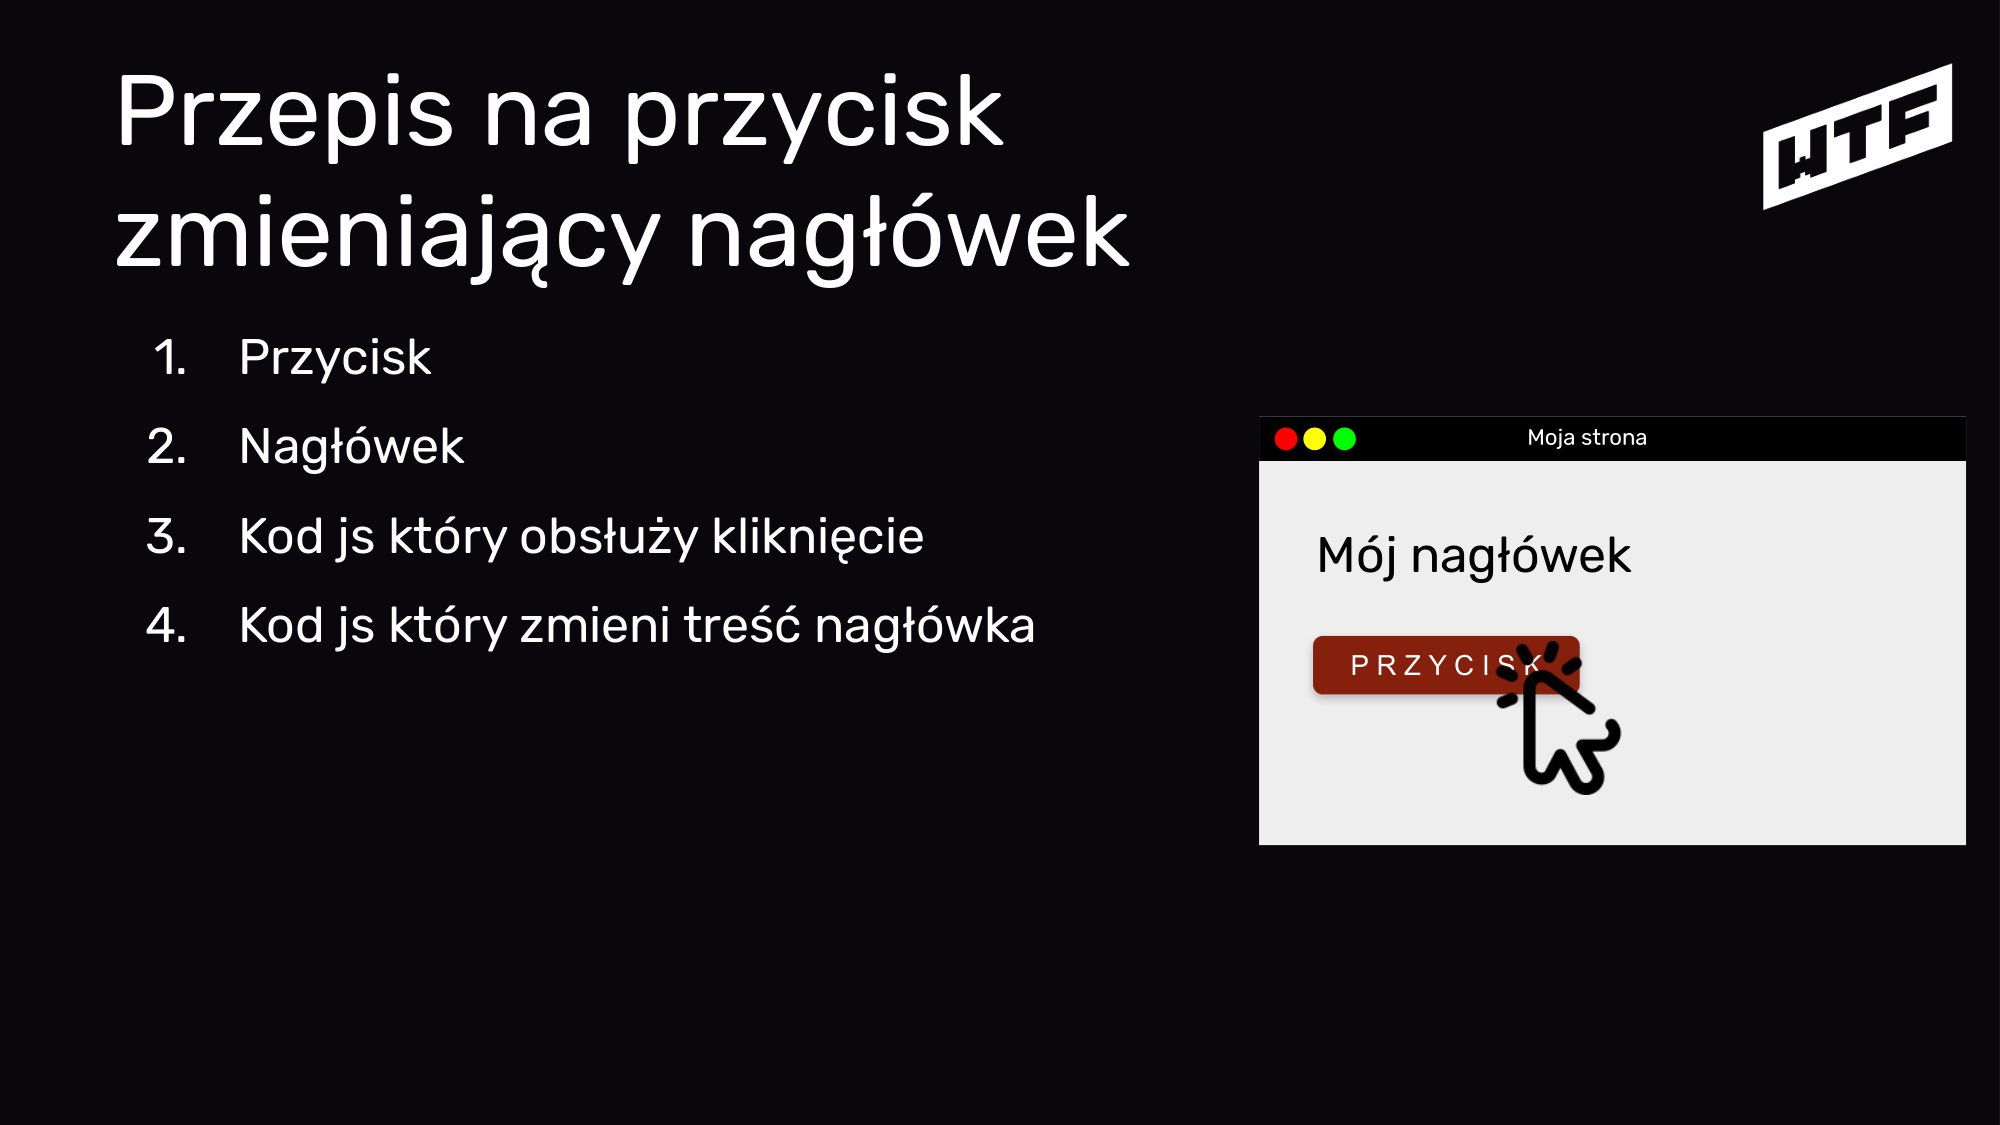 Przepis na przycisk
zmieniający nagłówek
WTF
1. Przycisk
2. Nagłówek
3. Kod js który obsłuży kliknięcie
4. Kod js który zmieni treść nagłówka
Moja strona
Mój nagłówek
PRZYCISK